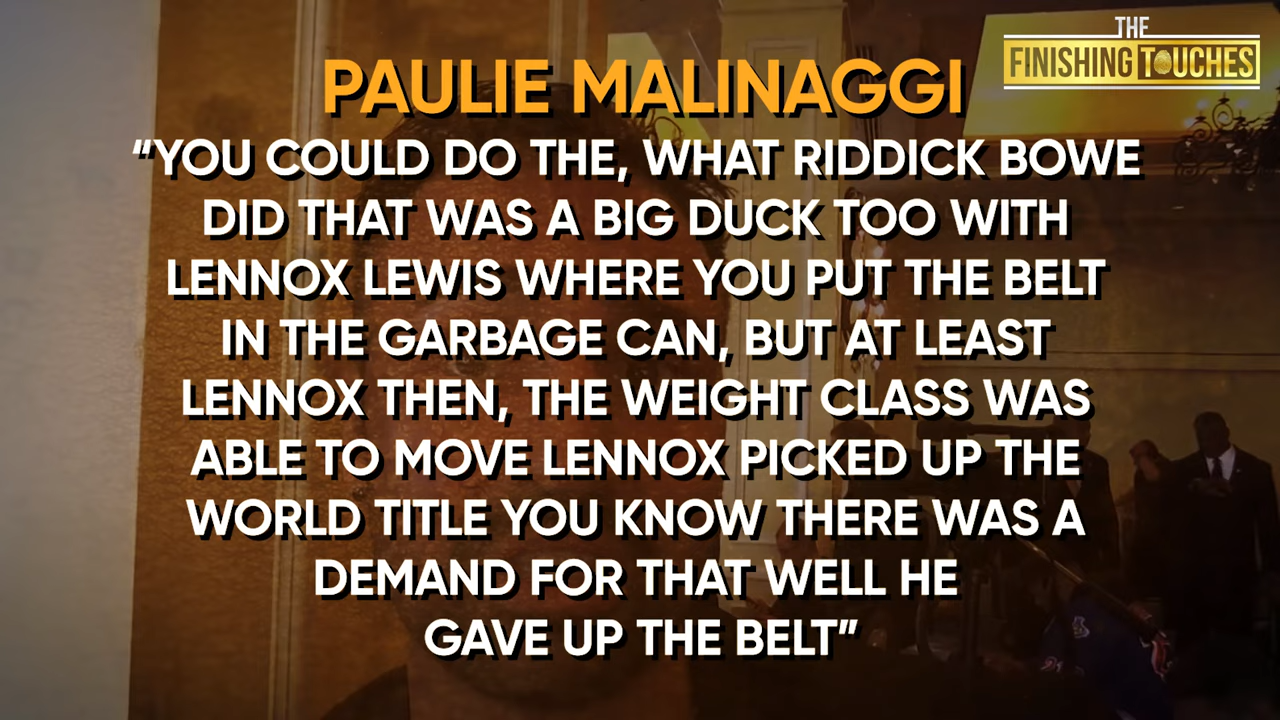 THE
FINISHING TOUCHES
PAULIE MALINAGGI
“YOU COULD DO THE, WHAT RIDDICK BOWE
DID THAT WAS A BIG DUCK TOO WITH
LENNOX LEWIS WHERE YOU PUT THE BELT
IN THE GARBAGE CAN, BUT AT LEAST
LENNOX THEN, THE WEIGHT CLASS WAS
ABLE TO MOVE LENNOX PICKED UP THE
WORLD TITLE YOU KNOW THERE WAS A
DEMAND FOR THAT WELL HE
GAVE UP THE BELT”